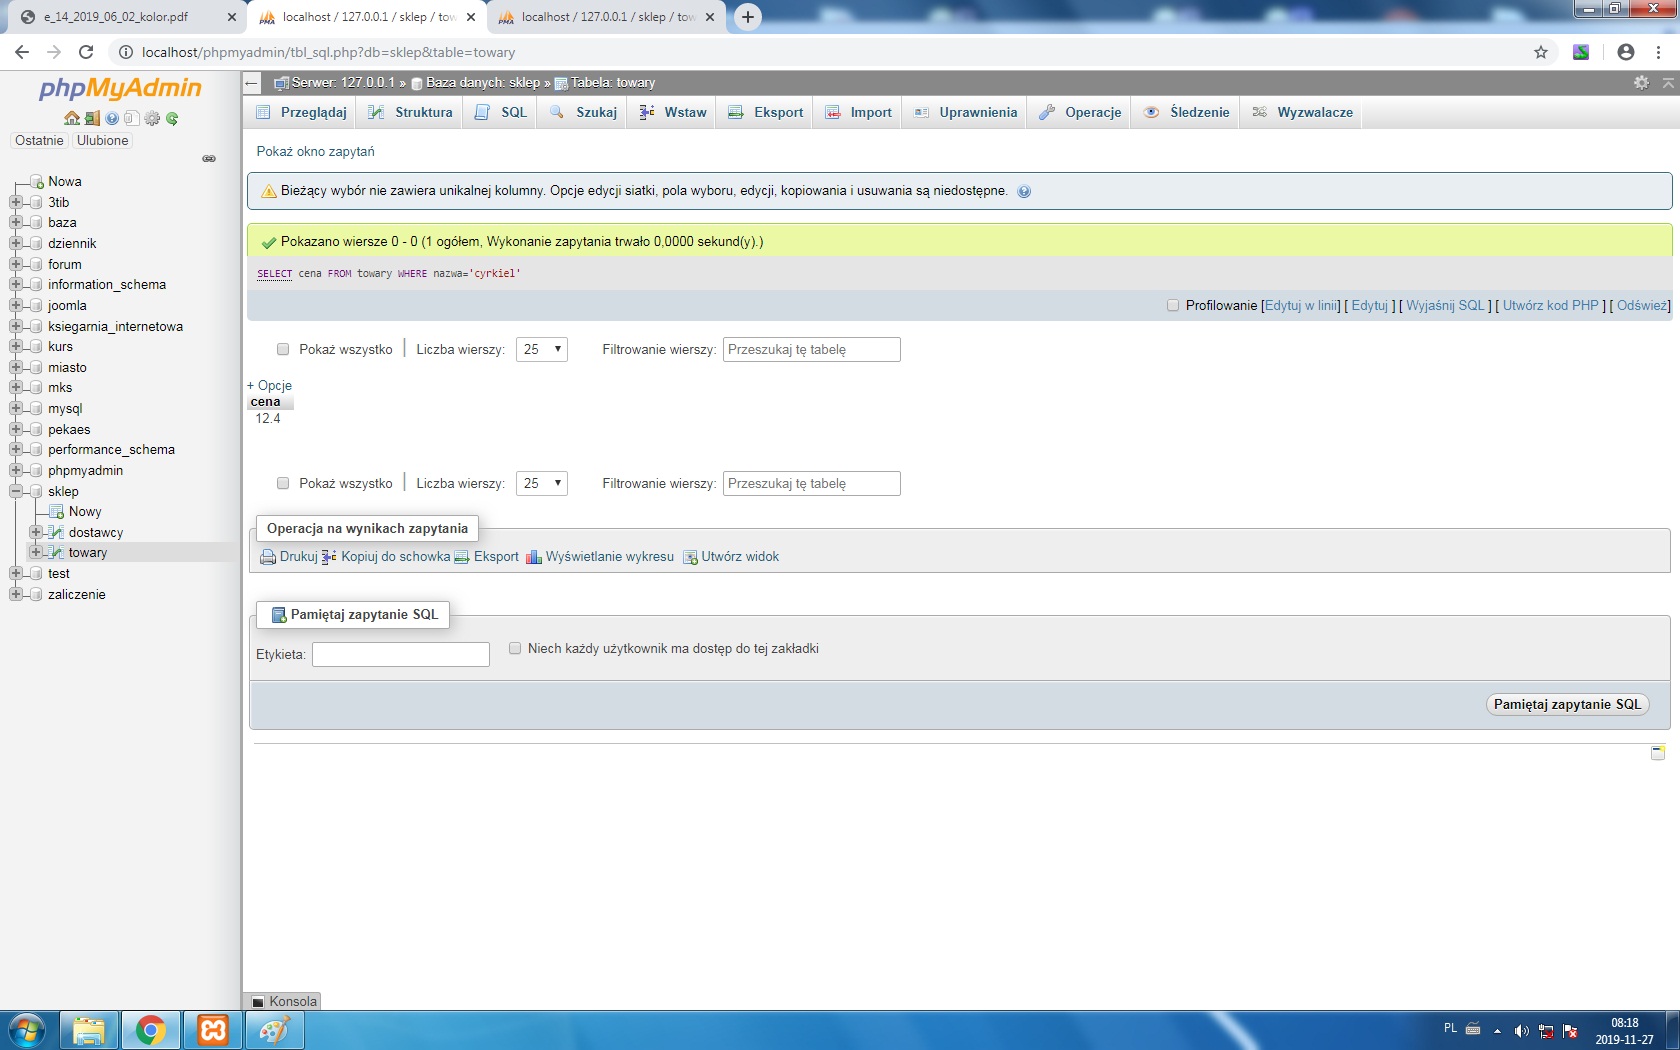 e_14_2019_06_02_kolor.pdf
localhost / 127.0.0.1 / sklep / tow
localhost / 127.0.0.1 / sklep / tow
localhost/phpmyadmin/tbl_sql.php?db=sklep&table=towary
phpMyAdmin
Ostatnie
Ulubione
Nowa
3tib
baza
dziennik
forum
information_schema
joomla
ksiegarnia_internetowa
kurs
miasto
mks
mysql
pekaes
performance_schema
phpmyadmin
sklep
Nowy
dostawcy
towary
test
zaliczenie
Serwer: 127.0.0.1 » Baza danych: sklep » Tabela: towary
Przeglądaj Struktura SQL Szukaj Wstaw Eksport Import Uprawnienia Operacje Śledzenie Wyzwalacze
Pokaż okno zapytań
Bieżący wybór nie zawiera unikalnej kolumny. Opcje edycji siatki, pola wyboru, edycji, kopiowania i usuwania są niedostępne.
Pokazano wiersze 0 - 0 (1 ogółem, Wykonanie zapytania trwało 0,0000 sekund(y).)
SELECT cena FROM towary WHERE nazwa='cyrkiel'
Profilowanie [Edytuj w linii] [ Edytuj ] [ Wyjaśnij SQL ] [ Utwórz kod PHP ] [ Odśwież]
Pokaż wszystko | Liczba wierszy: 25 Filtrowanie wierszy: Przeszukaj tę tabelę
+ Opcje
cena
12.4
Pokaż wszystko | Liczba wierszy: 25 Filtrowanie wierszy: Przeszukaj tę tabelę
Operacja na wynikach zapytania
Drukuj Kopiuj do schowka Eksport Wyświetlanie wykresu Utwórz widok
Pamiętaj zapytanie SQL
Etykieta: Niech każdy użytkownik ma dostęp do tej zakładki
Pamiętaj zapytanie SQL
Konsola
PL
08:18
2019-11-27